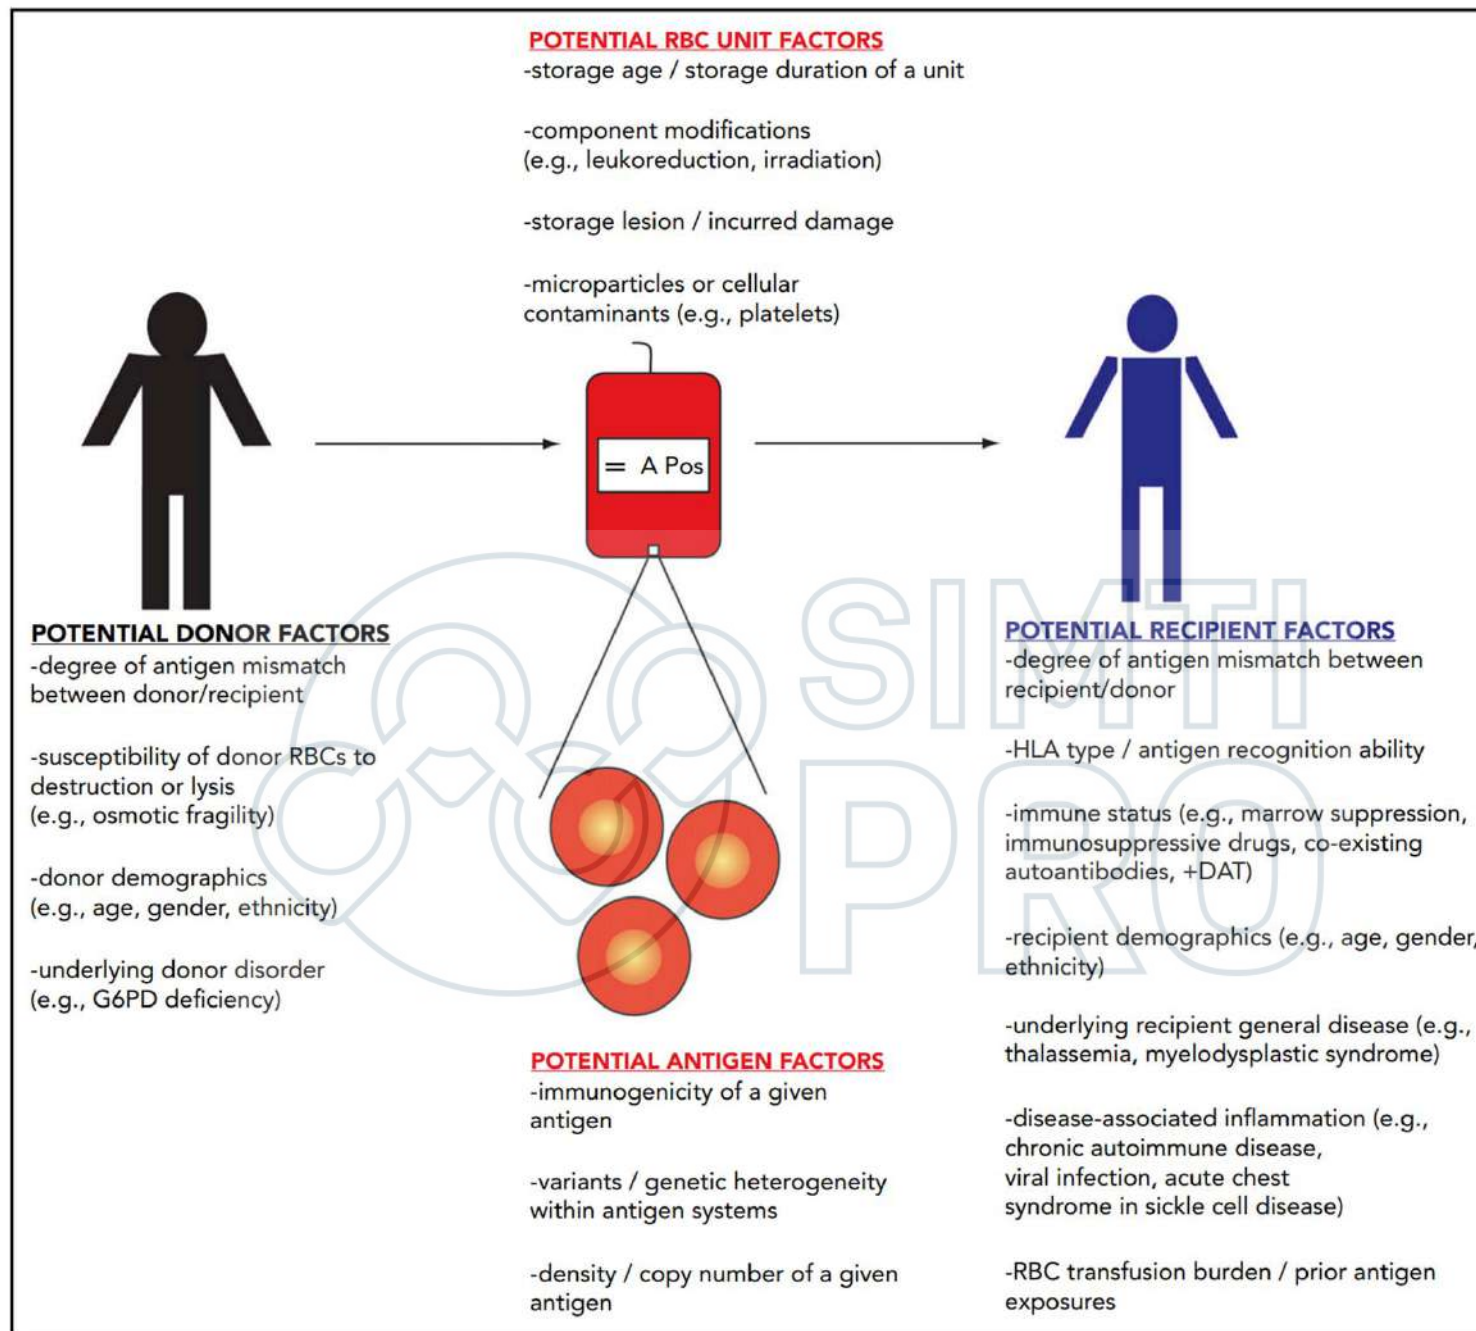 POTENTIAL RBC UNIT FACTORS
-storage age / storage duration of a unit
-component modifications
(e.g., leukoreduction, irradiation)
-storage lesion / incurred damage
-microparticles or cellular
contaminants (e.g., platelets)
= A Pos
POTENTIAL DONOR FACTORS
-degree of antigen mismatch
between donor/recipient
-susceptibility of donor RBCs to
destruction or lysis
(e.g., osmotic fragility)
-donor demographics
(e.g., age, gender, ethnicity)
-underlying donor disorder
(e.g., G6PD deficiency)
POTENTIAL ANTIGEN FACTORS
-immunogenicity of a given
antigen
-variants / genetic heterogeneity
within antigen systems
-density / copy number of a given
antigen
POTENTIAL RECIPIENT FACTORS
-degree of antigen mismatch between
recipient/donor
-HLA type / antigen recognition ability
-immune status (e.g., marrow suppression,
immunosuppressive drugs, co-existing
autoantibodies, +DAT)
-recipient demographics (e.g., age, gender,
ethnicity)
-underlying recipient general disease (e.g.,
thalassemia, myelodysplastic syndrome)
-disease-associated inflammation (e.g.,
chronic autoimmune disease,
viral infection, acute chest
syndrome in sickle cell disease)
-RBC transfusion burden / prior antigen
exposures
SIMTI
PRO